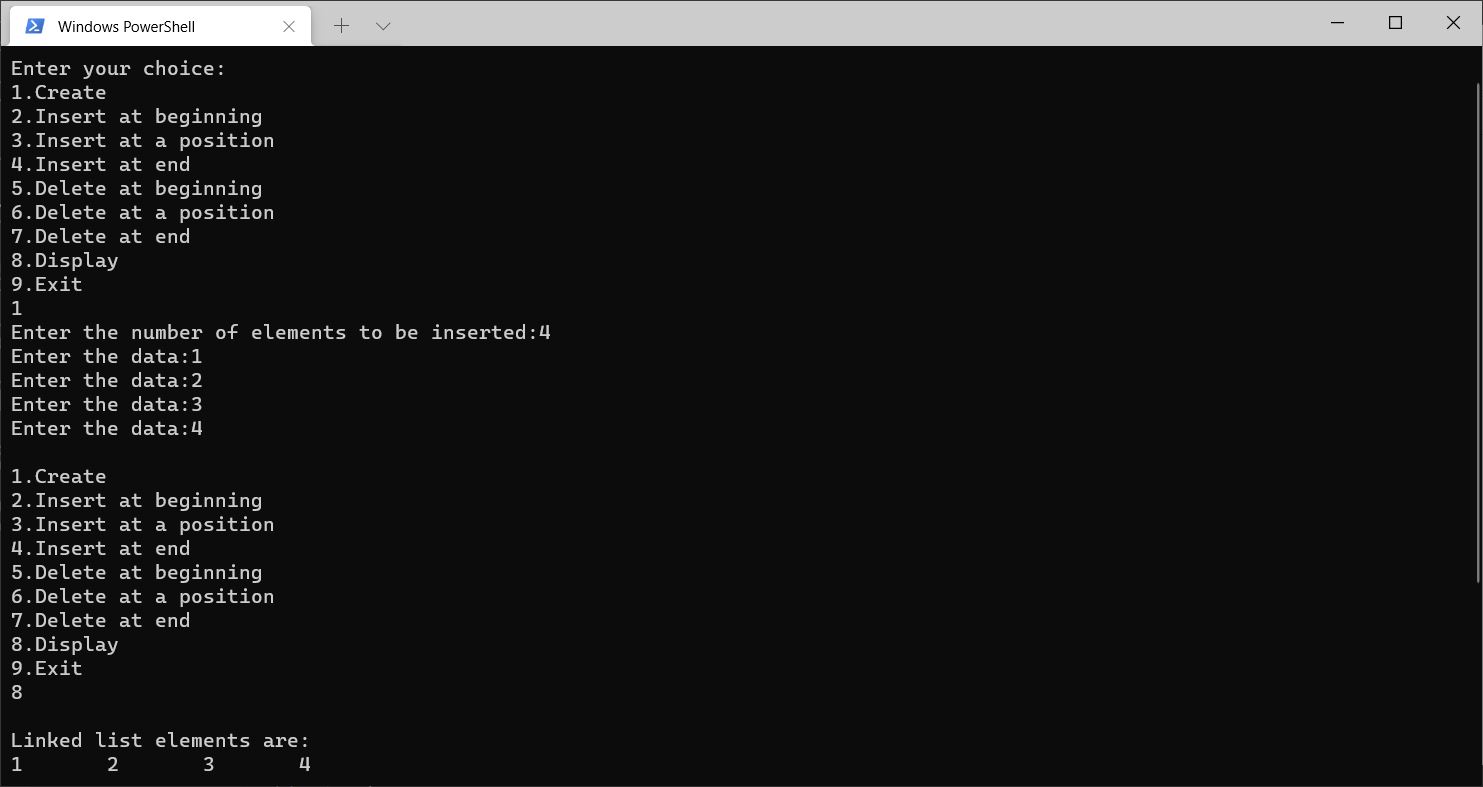 Windows PowerShell
Enter your choice:
1.Create
2.Insert at beginning
3.Insert at a position
4.Insert at end
5.Delete at beginning
6.Delete at a position
7.Delete at end
8.Display
9.Exit
1
Enter the number of elements to be inserted:4
Enter the data:1
Enter the data:2
Enter the data:3
Enter the data:4
1.Create
2.Insert at beginning
3.Insert at a position
4.Insert at end
5.Delete at beginning
6.Delete at a position
7.Delete at end
8.Display
9.Exit
8
Linked list elements are:
1 2 3 4